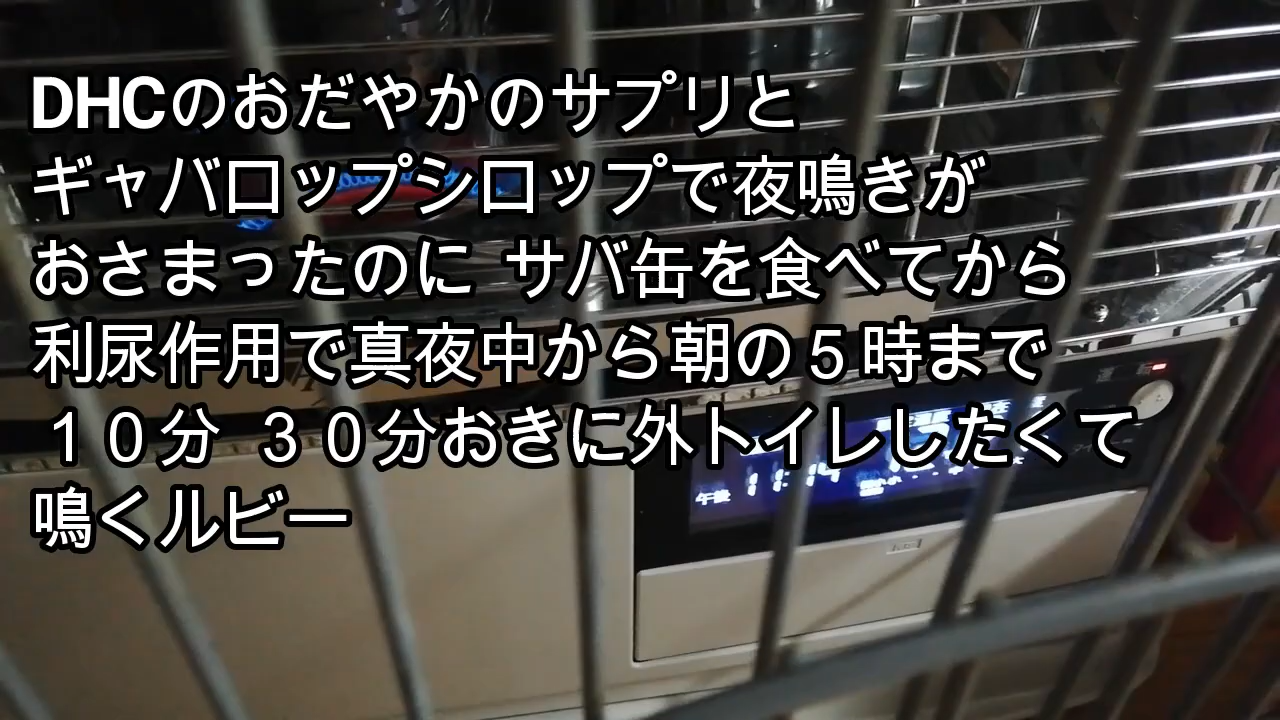 DHCのおだやかのサプリと
ギャバロップシロップで夜鳴きが
おさまったのに サバ缶を食べてから
利尿作用で真夜中から朝の５時まで
１０分 ３０分おきに外トイレしたくて
鳴くルビー
運転
午後